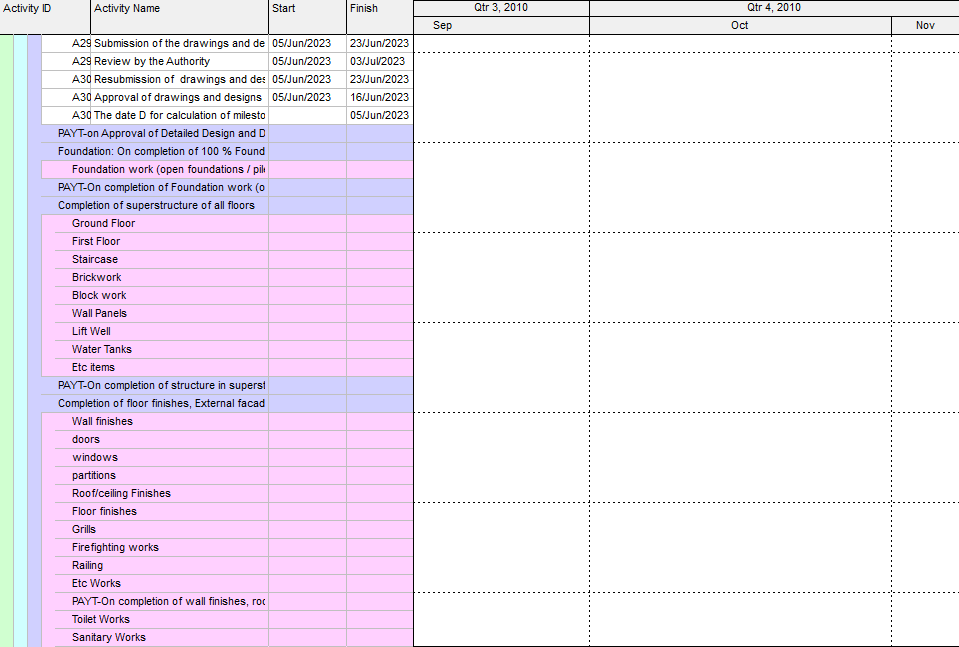 Activity ID Activity Name Start Finish Qtr 3, 2010 Qtr 4, 2010
Sep Oct Nov
A29 Submission of the drawings and de 05/Jun/2023 23/Jun/2023
A29 Review by the Authority 05/Jun/2023 03/Jul/2023
A30 Resubmission of drawings and des 05/Jun/2023 23/Jun/2023
A30 Approval of drawings and designs 05/Jun/2023 16/Jun/2023
A30 The date D for calculation of milesto 05/Jun/2023
PAYT-on Approval of Detailed Design and D
Foundation: On completion of 100 % Found
Foundation work (open foundations / pil
PAYT-On completion of Foundation work (o
Completion of superstructure of all floors
Ground Floor
First Floor
Staircase
Brickwork
Block work
Wall Panels
Lift Well
Water Tanks
Etc items
PAYT-On completion of structure in superst
Completion of floor finishes, External facad
Wall finishes
doors
windows
partitions
Roof/ceiling Finishes
Floor finishes
Grills
Firefighting works
Railing
Etc Works
PAYT-On completion of wall finishes, roo
Toilet Works
Sanitary Works